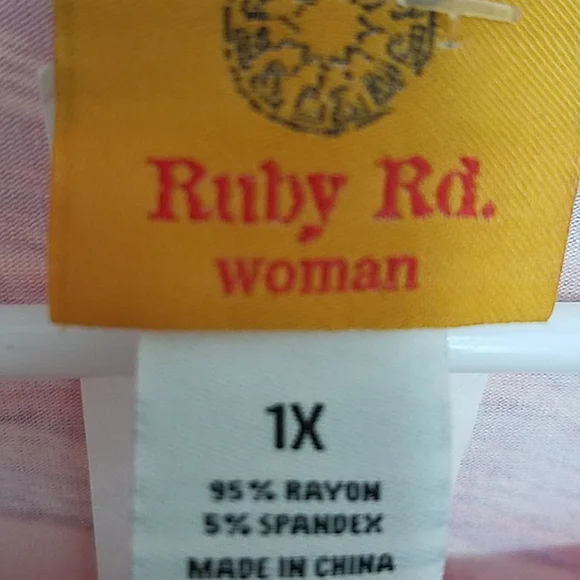 Ruby Rd.
woman
1X
95% RAYON
5% SPANDEX
MADE IN CHINA